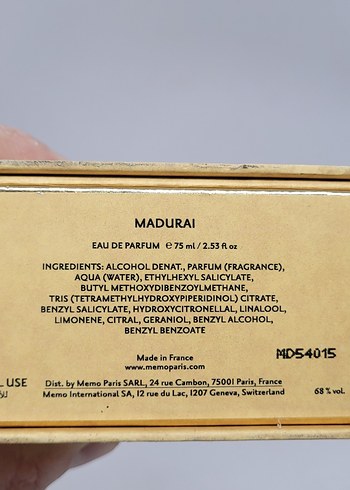 MADURAI
EAU DE PARFUM ℮ 75 ml / 2.53 fl oz
INGREDIENTS: ALCOHOL DENAT., PARFUM (FRAGRANCE),
AQUA (WATER), ETHYLHEXYL SALICYLATE,
BUTYL METHOXYDIBENZOYLMETHANE,
TRIS (TETRAMETHYLHYDROXYPIPERIDINOL) CITRATE,
BENZYL SALICYLATE, HYDROXYCITRONELLAL, LINALOOL,
LIMONENE, CITRAL, GERANIOL, BENZYL ALCOHOL,
BENZYL BENZOATE
Made in France
www.memoparis.com
MD54015
USE
Dist. by Memo Paris SARL, 24 rue Cambon, 75001 Paris, France
Memo International SA, 12 rue du Lac, 1207 Geneva, Switzerland
68 % vol.